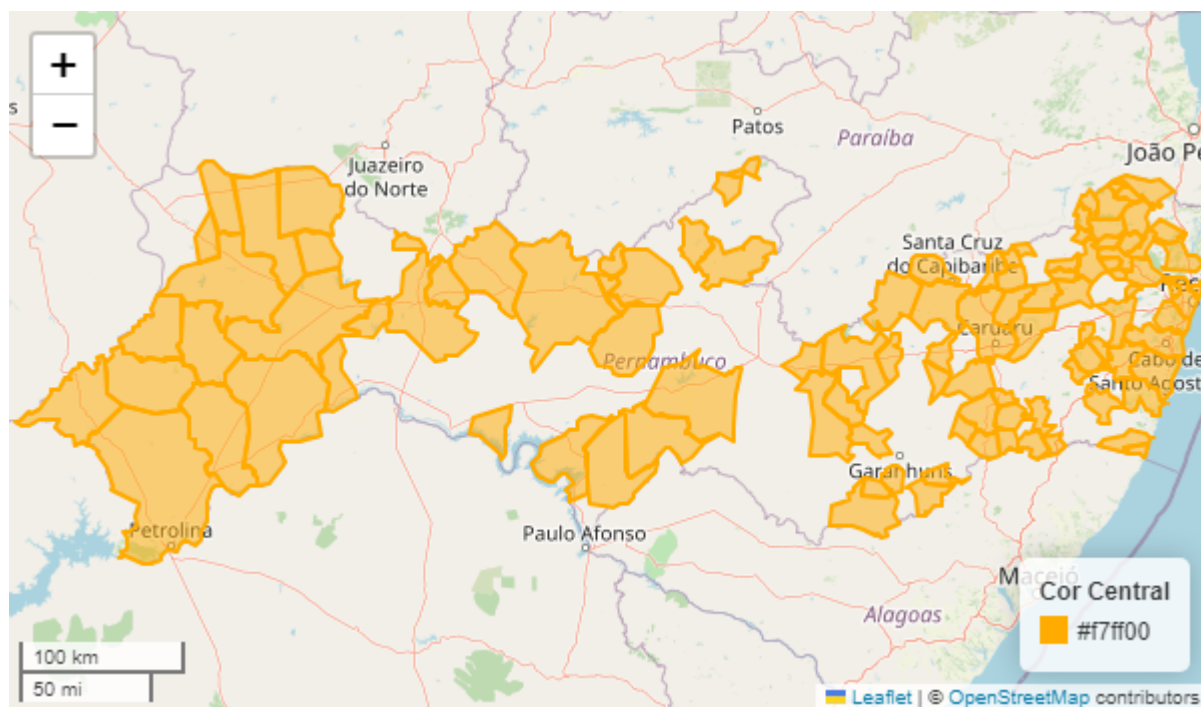 +
−
s
Patos
Paraíba
João Pe
Juazeiro
do Norte
Santa Cruz
do Capibaribe
Rec
Caruaru
Pernambuco
Cabo de
Santo Agost
Garanhuns
Petrolina
Paulo Afonso
Maceió
Alagoas
Cor Central
#f7ff00
100 km
50 mi
Leaflet | © OpenStreetMap contributors